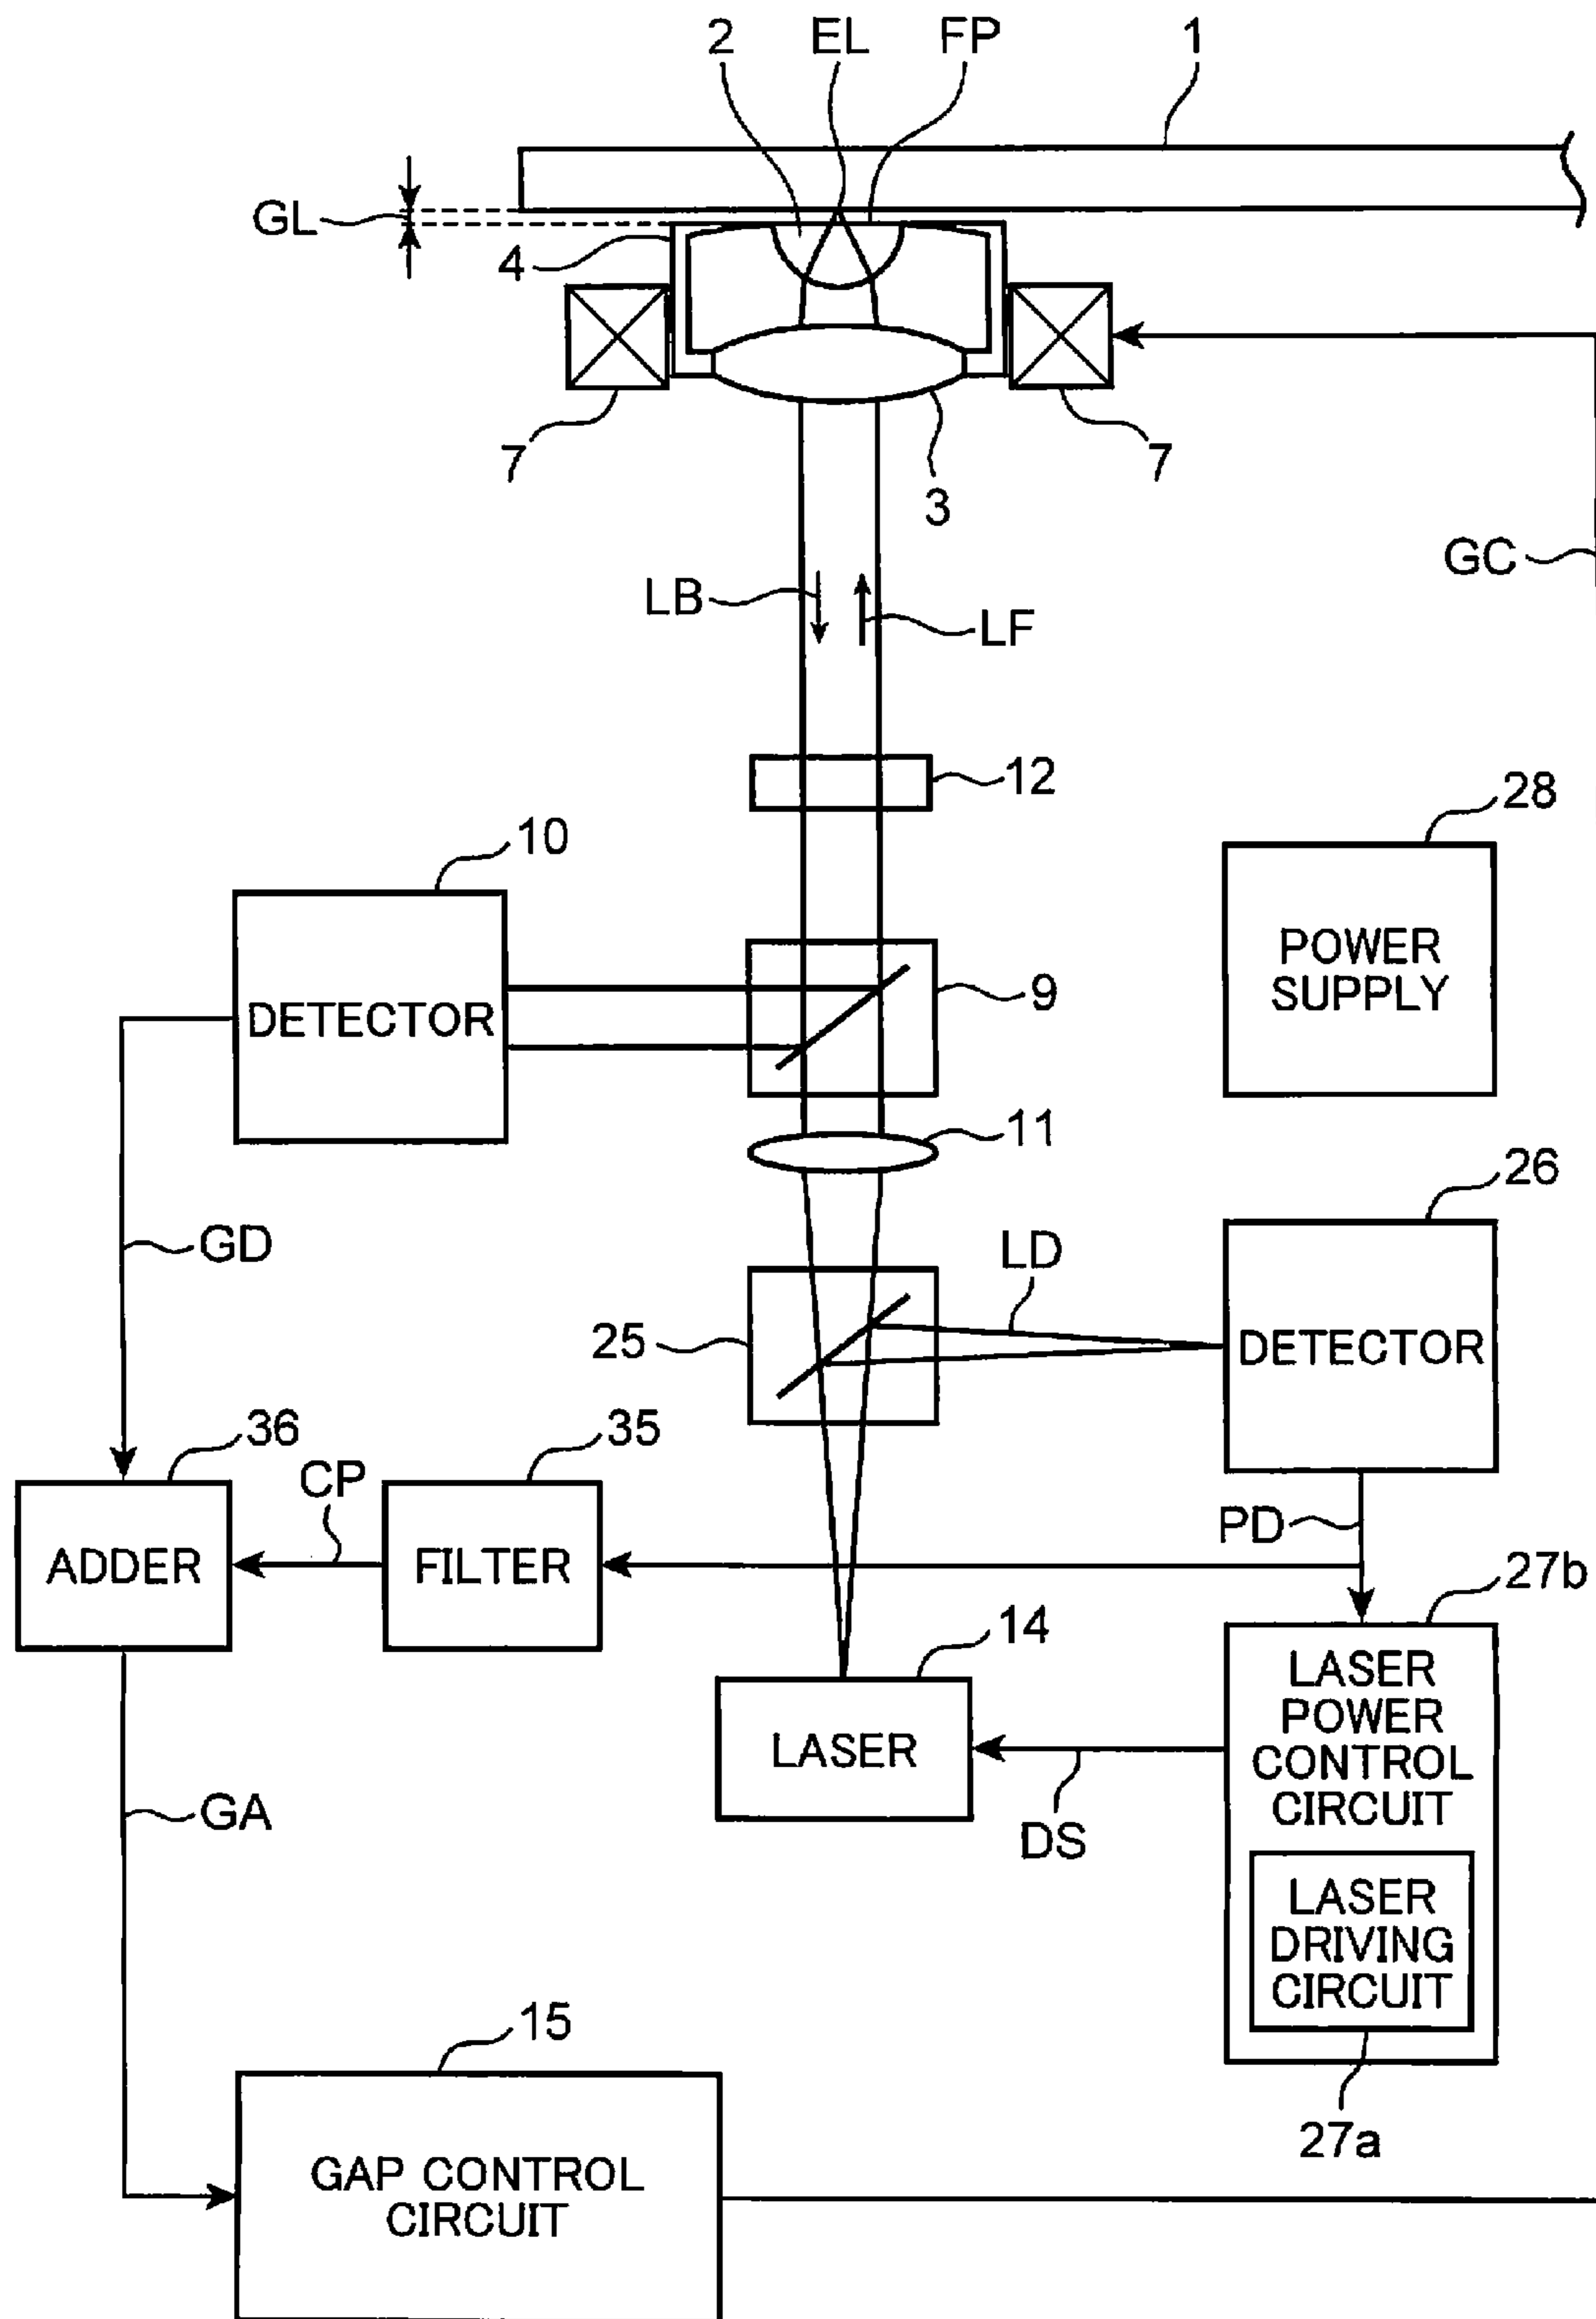 2 EL FP 1
GL
4
7
7
3
GC
LB
LF
12
28
10
POWER
SUPPLY
DETECTOR
9
11
26
GD
LD
25
DETECTOR
36
35
CP
PD
ADDER
FILTER
27b
14
LASER
POWER
CONTROL
CIRCUIT
LASER
GA
DS
LASER
DRIVING
CIRCUIT
15
27a
GAP CONTROL
CIRCUIT